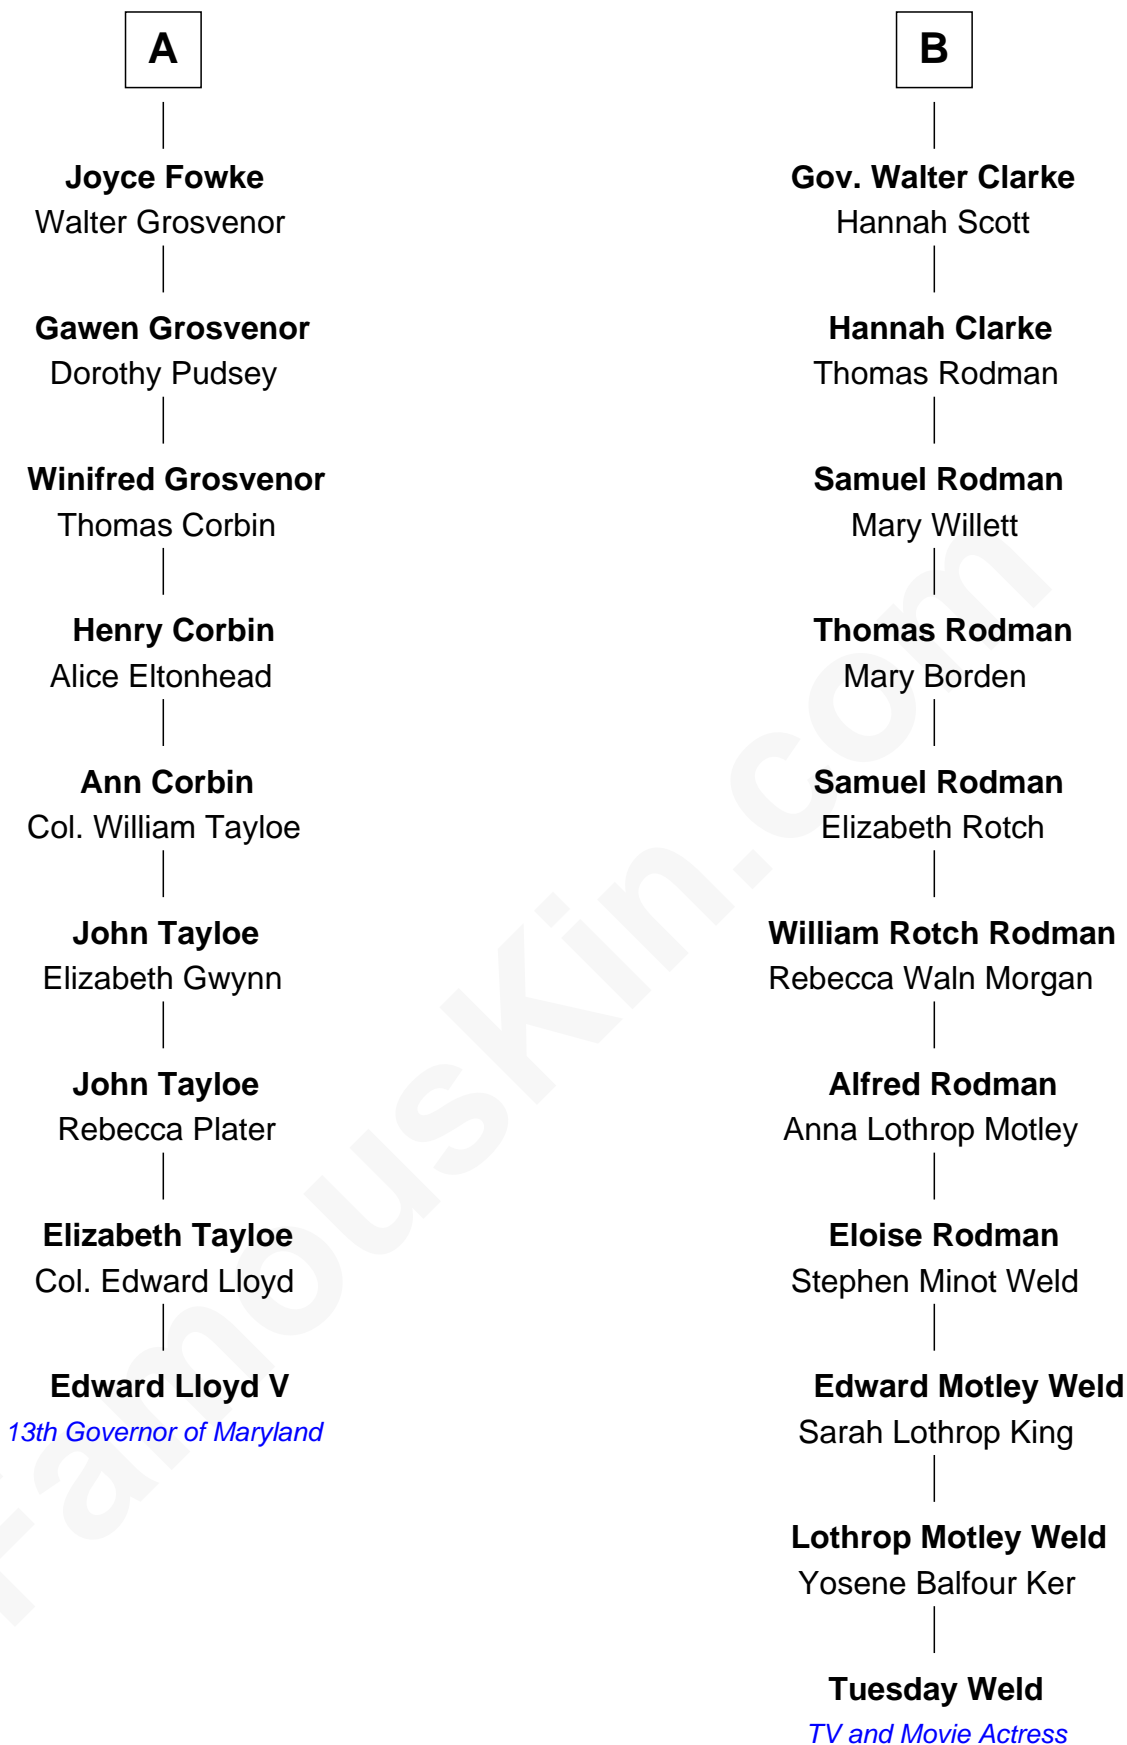 A
Joyce Fowke
Walter Grosvenor
Gawen Grosvenor
Dorothy Pudsey
Winifred Grosvenor
Thomas Corbin
Henry Corbin
Alice Eltonhead
Ann Corbin
Col. William Tayloe
John Tayloe
Elizabeth Gwynn
John Tayloe
Rebecca Plater
Elizabeth Tayloe
Col. Edward Lloyd
Edward Lloyd V
13th Governor of Maryland
B
Gov. Walter Clarke
Hannah Scott
Hannah Clarke
Thomas Rodman
Samuel Rodman
Mary Willett
Thomas Rodman
Mary Borden
Samuel Rodman
Elizabeth Rotch
William Rotch Rodman
Rebecca Waln Morgan
Alfred Rodman
Anna Lothrop Motley
Eloise Rodman
Stephen Minot Weld
Edward Motley Weld
Sarah Lothrop King
Lothrop Motley Weld
Yosene Balfour Ker
Tuesday Weld
TV and Movie Actress
FamousKin.com